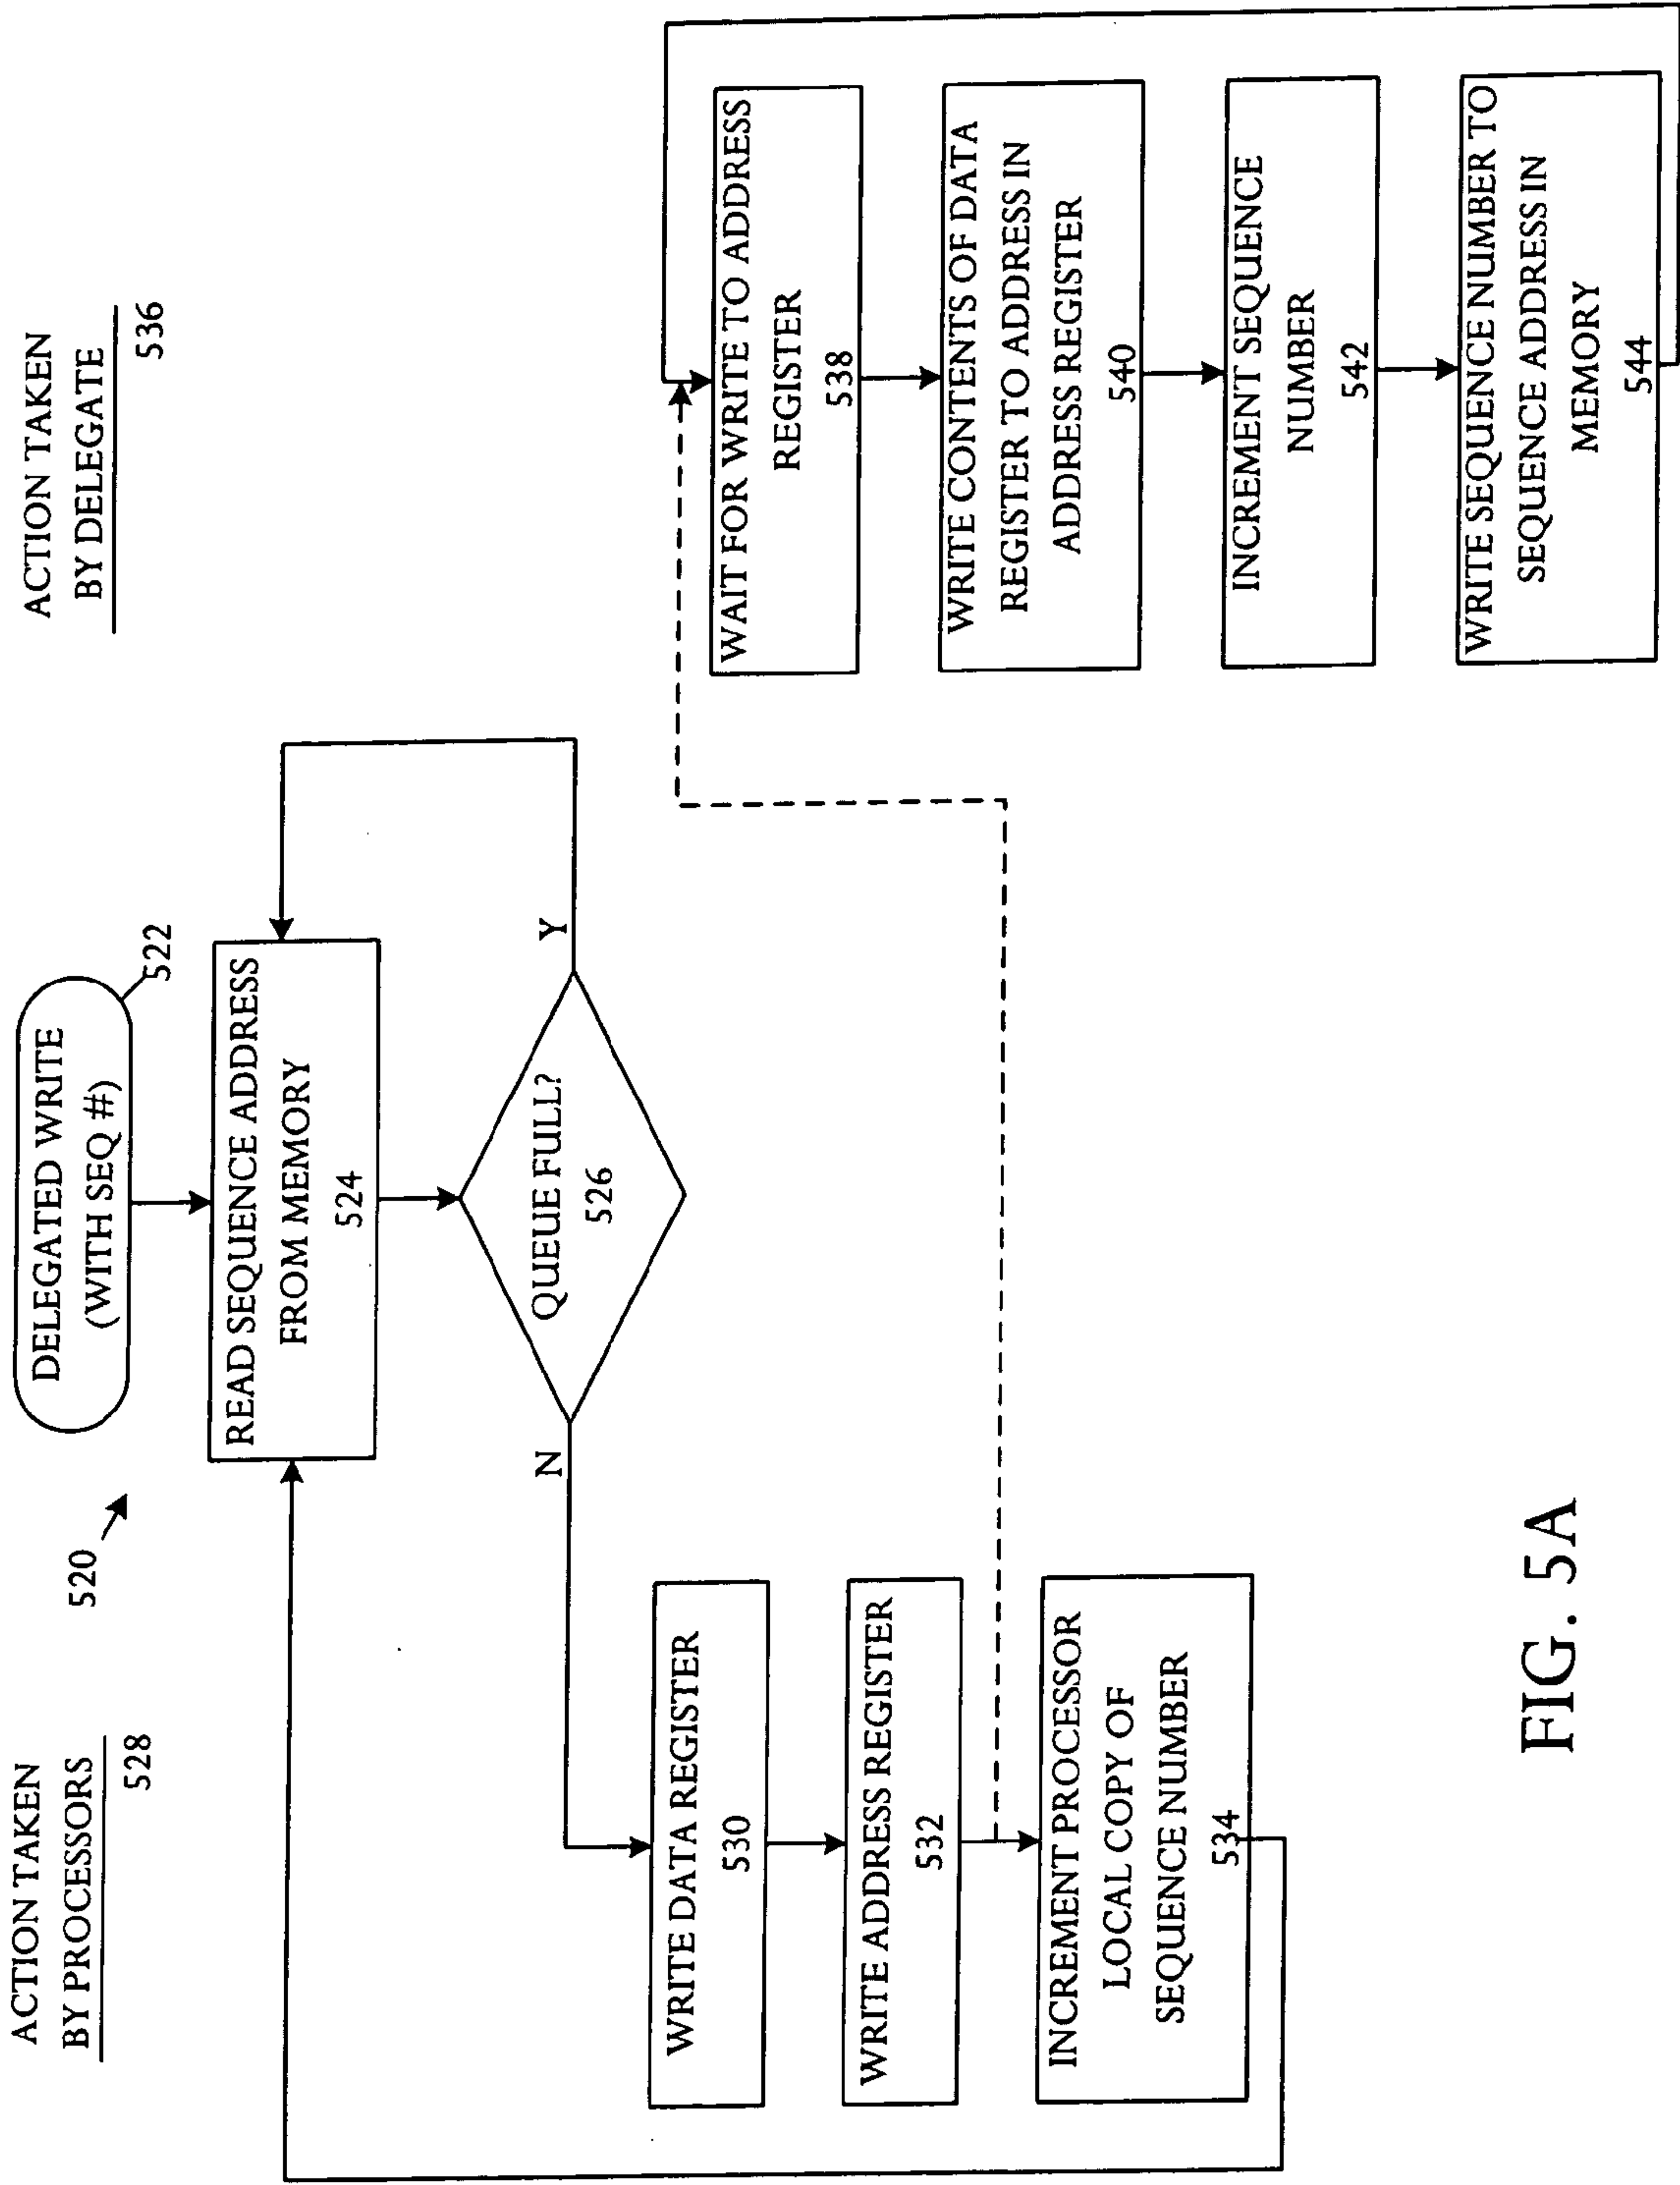 ACTION TAKEN
BY PROCESSORS
528
520
DELEGATED WRITE
(WITH SEQ #)
522
ACTION TAKEN
BY DELEGATE
536
READ SEQUENCE ADDRESS
FROM MEMORY
524
QUEUE FULL?
526
N
Y
WRITE DATA REGISTER
530
WRITE ADDRESS REGISTER
532
INCREMENT PROCESSOR
LOCAL COPY OF
SEQUENCE NUMBER
534
WAIT FOR WRITE TO ADDRESS
REGISTER
538
WRITE CONTENTS OF DATA
REGISTER TO ADDRESS IN
ADDRESS REGISTER
540
INCREMENT SEQUENCE
NUMBER
542
WRITE SEQUENCE NUMBER TO
SEQUENCE ADDRESS IN
MEMORY
544
FIG. 5A